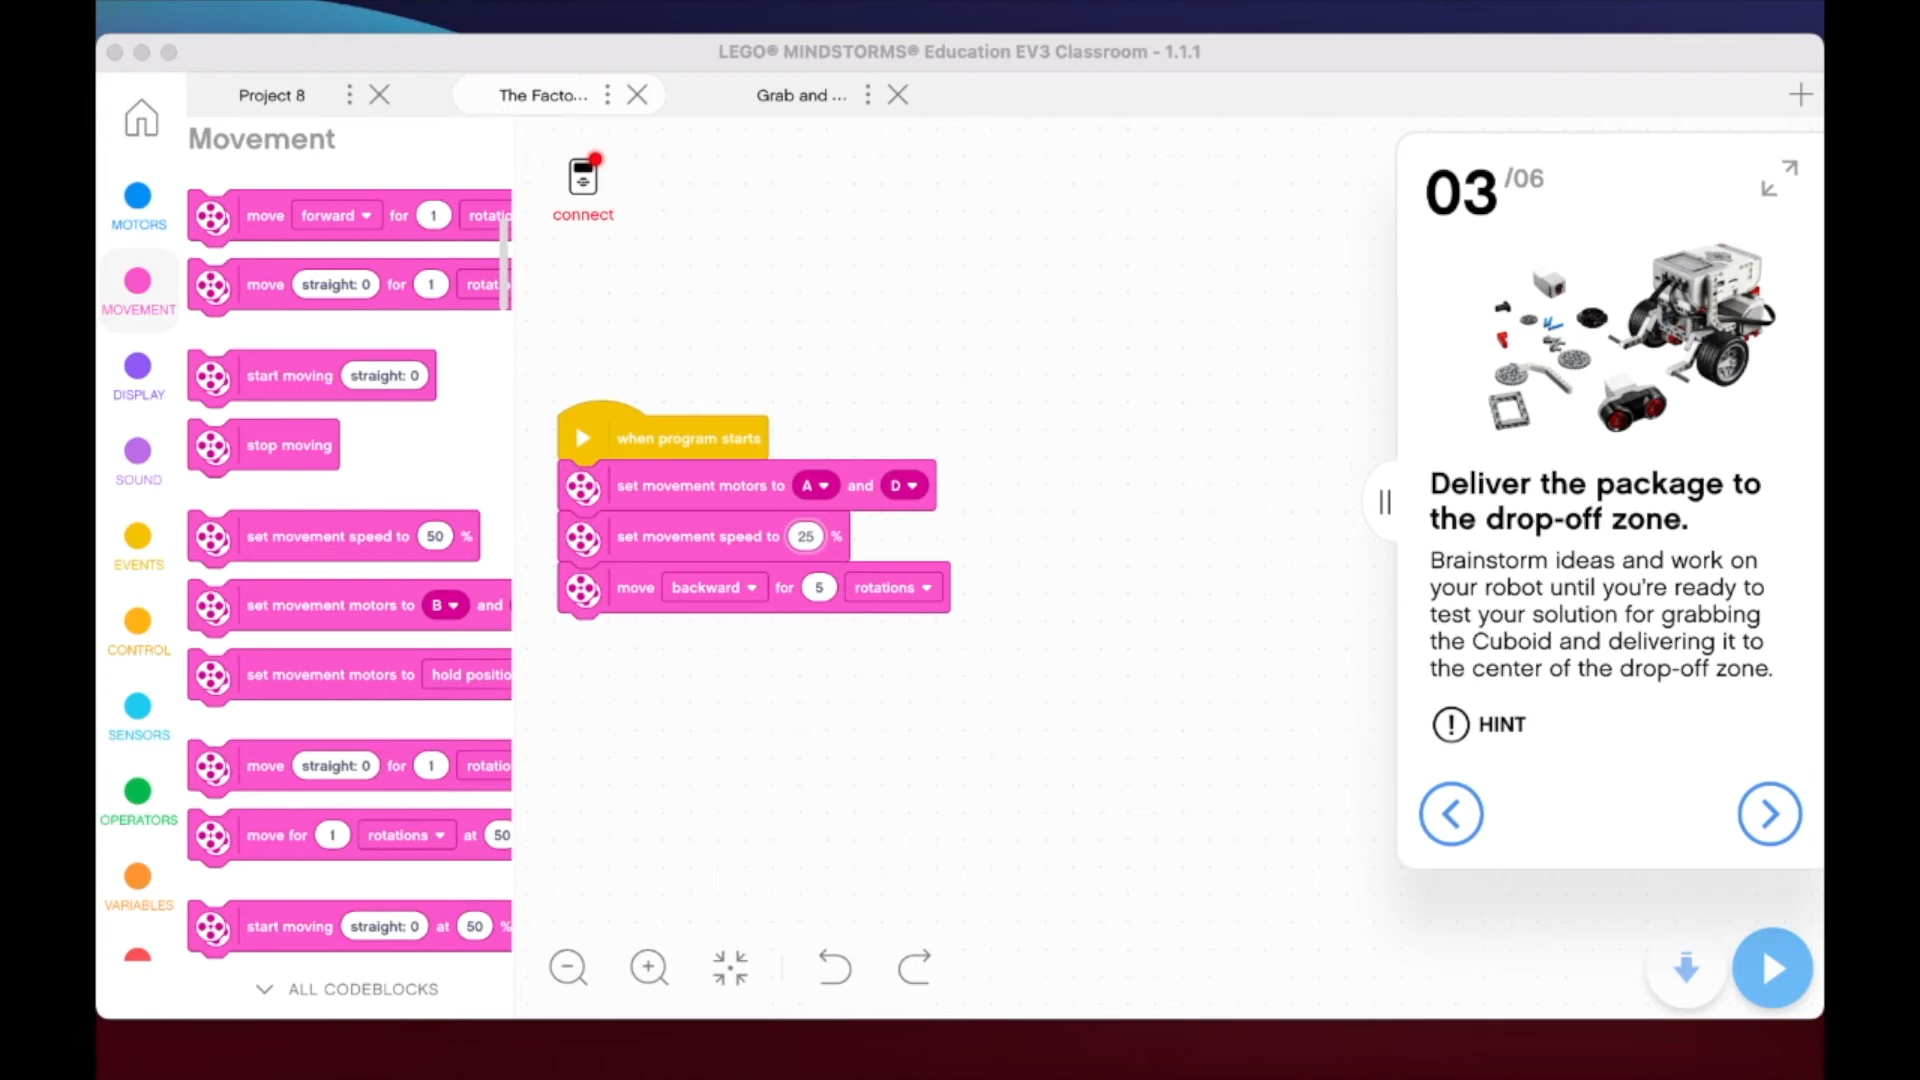 LEGO® MINDSTORMS® Education EV3 Classroom - 1.1.1
Project 8
The Facto...
Grab and ...
MOTORS
MOVEMENT
DISPLAY
SOUND
EVENTS
CONTROL
SENSORS
OPERATORS
VARIABLES
Movement
move forward for 1 rotatio
move straight: 0 for 1 rotat
start moving straight: 0
stop moving
set movement speed to 50 %
set movement motors to B and
set movement motors to hold positio
move straight: 0 for 1 rotatio
move for 1 rotations at 50
start moving straight: 0 at 50 %
ALL CODEBLOCKS
connect
when program starts
set movement motors to A and D
set movement speed to 25 %
move backward for 5 rotations
03 /06
Deliver the package to
the drop-off zone.
Brainstorm ideas and work on
your robot until you're ready to
test your solution for grabbing
the Cuboid and delivering it to
the center of the drop-off zone.
! HINT